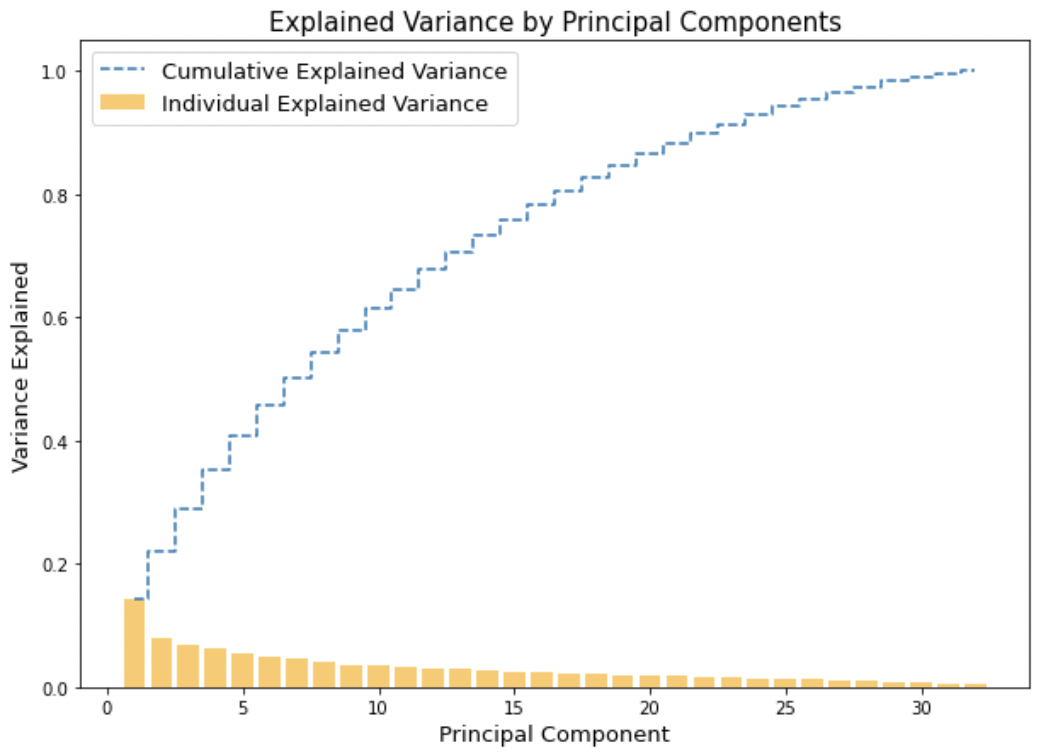 Explained Variance by Principal Components
Cumulative Explained Variance
Individual Explained Variance
1.0
0.8
0.6
0.4
0.2
0.0
Variance Explained
0 5 10 15 20 25 30
Principal Component